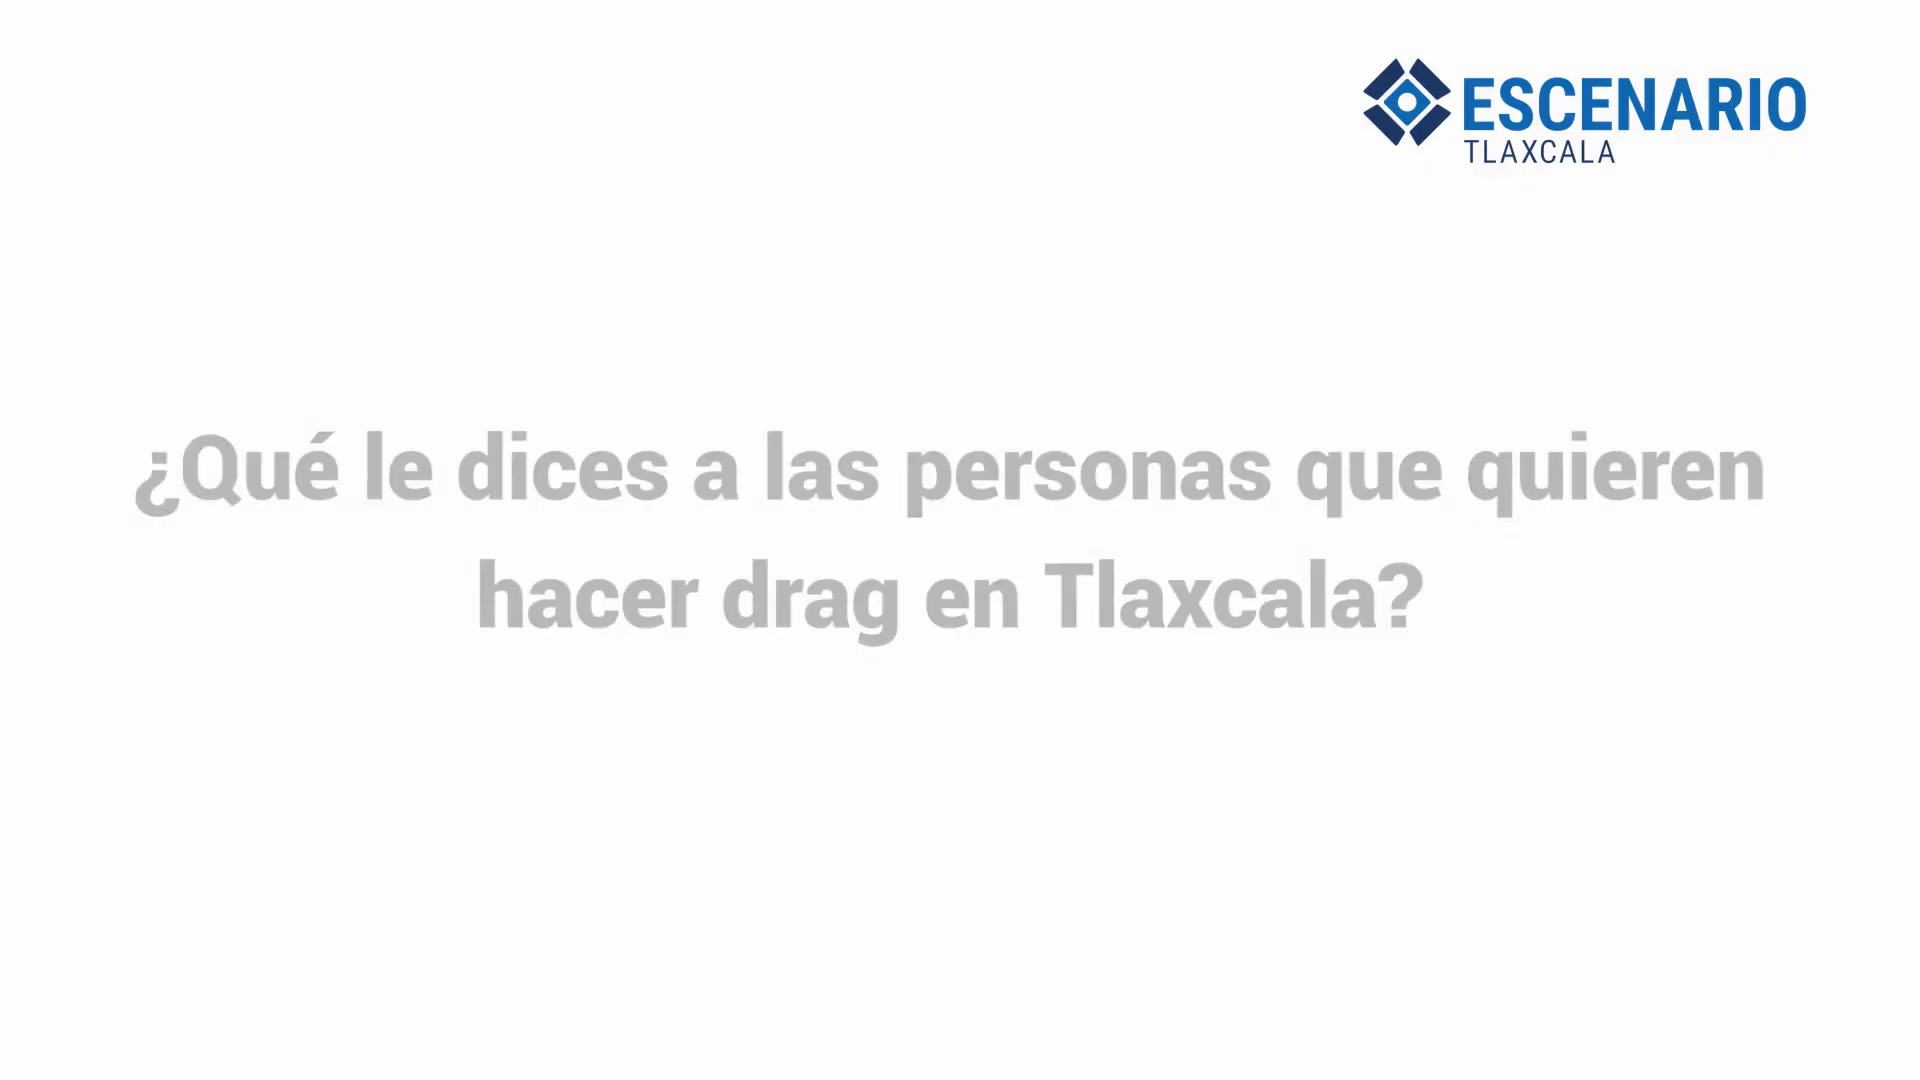 ESCENARIO
TLAXCALA
¿Qué le dices a las personas que quieren
hacer drag en Tlaxcala?